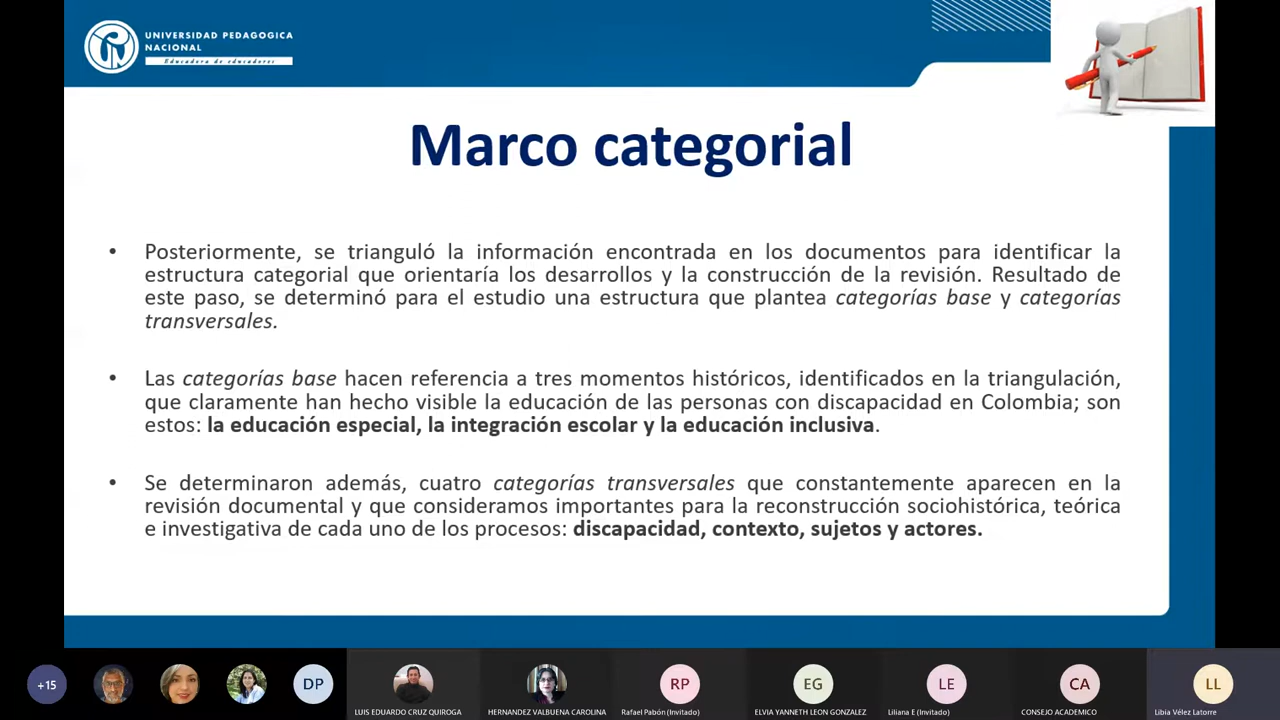 UNIVERSIDAD PEDAGOGICA
NACIONAL
Educadora de educadores
Marco categorial
• Posteriormente, se trianguló la información encontrada en los documentos para identificar la
estructura categorial que orientaría los desarrollos y la construcción de la revisión. Resultado de
este paso, se determinó para el estudio una estructura que plantea categorías base y categorías
transversales.
• Las categorías base hacen referencia a tres momentos históricos, identificados en la triangulación,
que claramente han hecho visible la educación de las personas con discapacidad en Colombia; son
estos: la educación especial, la integración escolar y la educación inclusiva.
• Se determinaron además, cuatro categorías transversales que constantemente aparecen en la
revisión documental y que consideramos importantes para la reconstrucción sociohistórica, teórica
e investigativa de cada uno de los procesos: discapacidad, contexto, sujetos y actores.
+15
DP
RP
EG
LE
CA
LL
LUIS EDUARDO CRUZ QUIROGA
HERNANDEZ VALBUENA CAROLINA
Rafael Pabón (Invitado)
ELVIA YANNETH LEON GONZALEZ
Liliana E (Invitado)
CONSEJO ACADEMICO
Libia Vélez Latorre